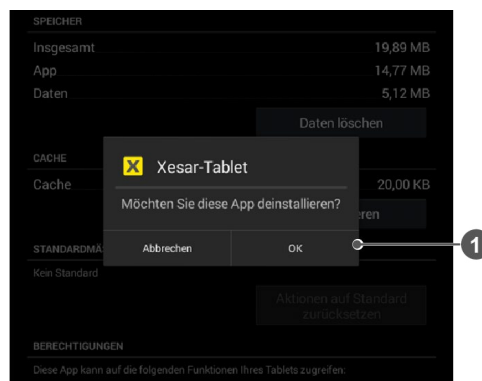 SPEICHER
Insgesamt 19,89 MB
App 14,77 MB
Daten 5,12 MB
Daten löschen
CACHE
X Xesar-Tablet
Cache 20,00 KB
Möchten Sie diese App deinstallieren?
eren
STANDARDMÄ
Abbrechen OK
1
Kein Standard
Aktionen auf Standard
zurücksetzen
BERECHTIGUNGEN
Diese App kann auf die folgenden Funktionen Ihres Tablets zugreifen: